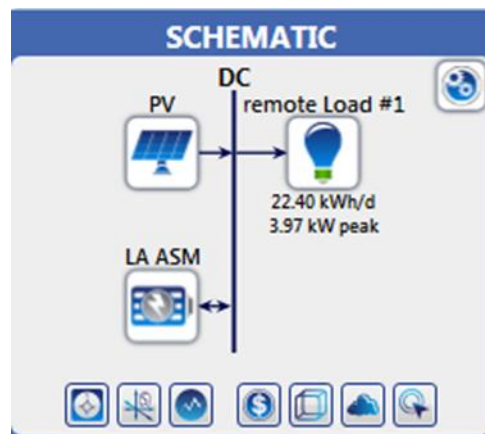 SCHEMATIC
DC
PV
remote Load #1
22.40 kWh/d
3.97 kW peak
LA ASM